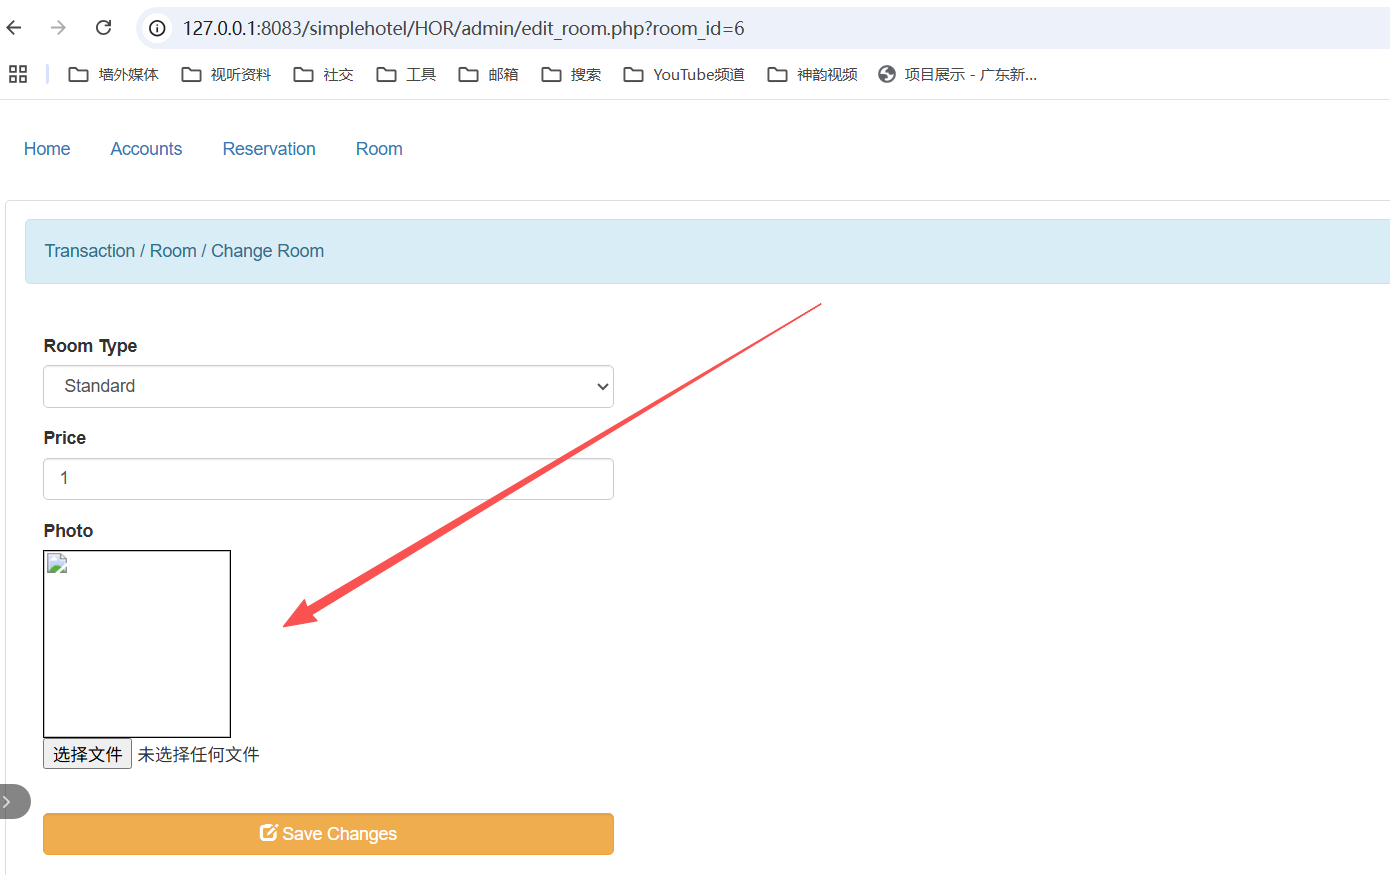 127.0.0.1:8083/simplehotel/HOR/admin/edit_room.php?room_id=6
墙外媒体 视听资料 社交 工具 邮箱 搜索 YouTube频道 神韵视频 项目展示 - 广东新...
Home Accounts Reservation Room
Transaction / Room / Change Room
Room Type
Standard
Price
1
Photo
选择文件 未选择任何文件
Save Changes